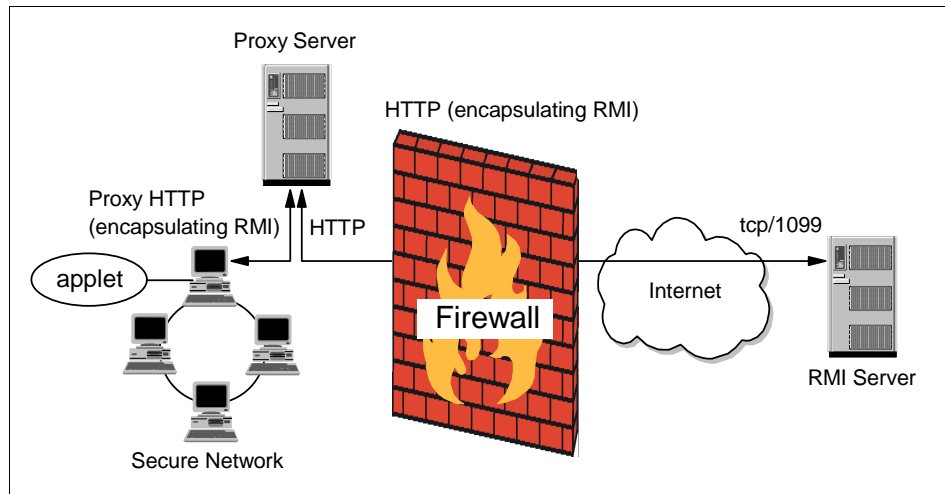 Proxy Server
HTTP (encapsulating RMI)
Proxy HTTP
(encapsulating RMI)
HTTP
tcp/1099
applet
Internet
Firewall
RMI Server
Secure Network